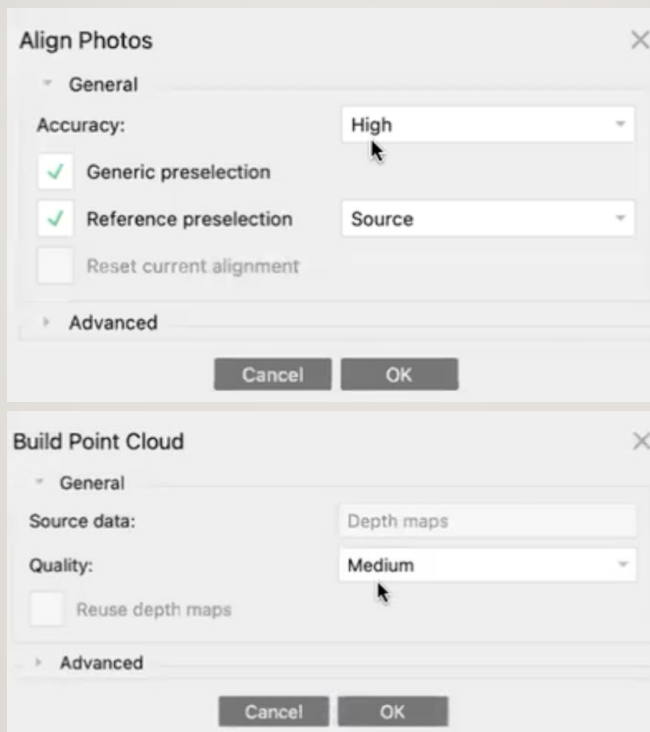 Align Photos
General
Accuracy: High
Generic preselection
Reference preselection Source
Reset current alignment
Advanced
Cancel OK
Build Point Cloud
General
Source data: Depth maps
Quality: Medium
Reuse depth maps
Advanced
Cancel OK